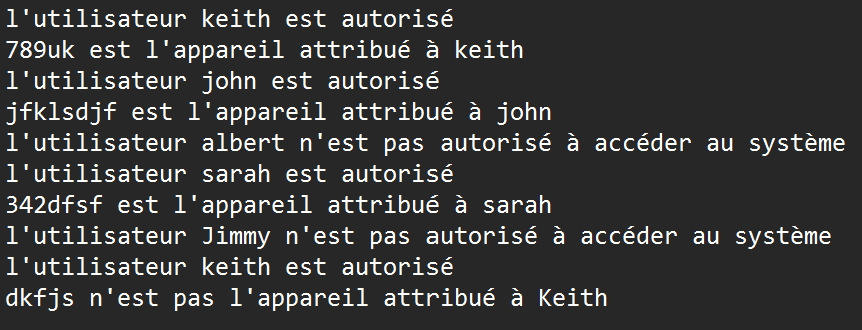 l'utilisateur keith est autorisé
789uk est l'appareil attribué à keith
l'utilisateur john est autorisé
jfklsdjf est l'appareil attribué à john
l'utilisateur albert n'est pas autorisé à accéder au système
l'utilisateur sarah est autorisé
342dfsf est l'appareil attribué à sarah
l'utilisateur Jimmy n'est pas autorisé à accéder au système
l'utilisateur keith est autorisé
dkfjs n'est pas l'appareil attribué à Keith